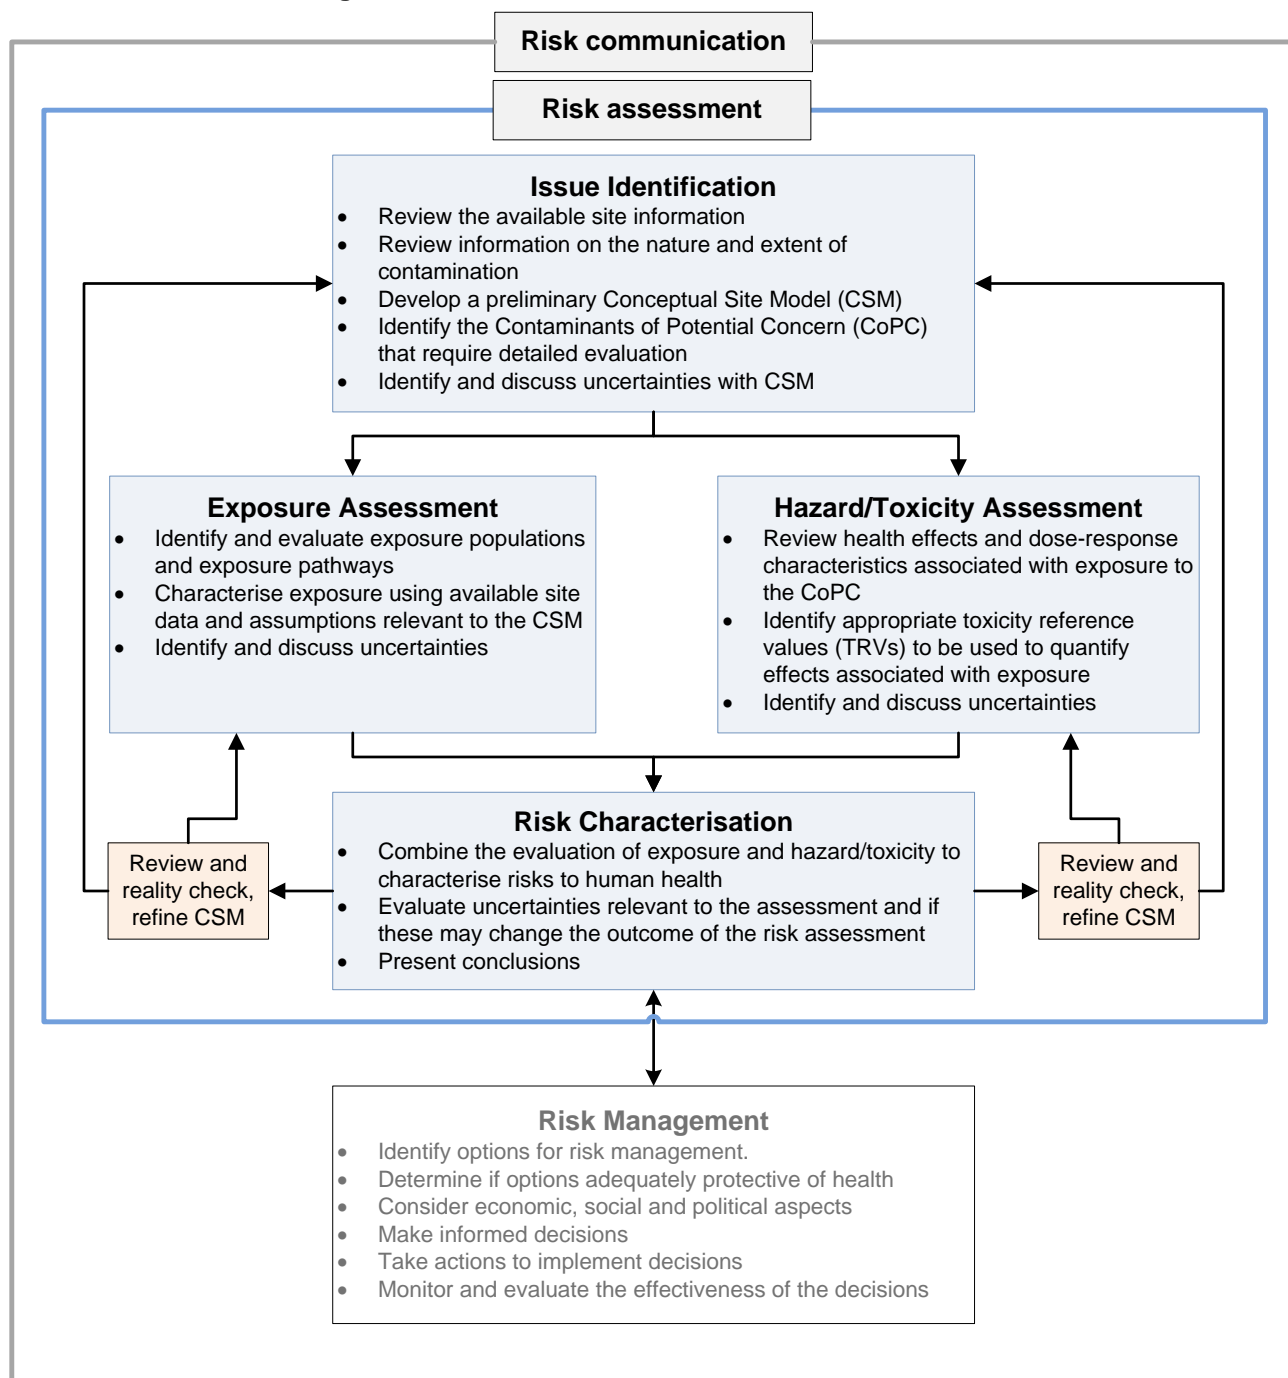 Risk communication
Risk assessment
Issue Identification
• Review the available site information
• Review information on the nature and extent of
contamination
• Develop a preliminary Conceptual Site Model (CSM)
• Identify the Contaminants of Potential Concern (CoPC)
that require detailed evaluation
• Identify and discuss uncertainties with CSM
Exposure Assessment
• Identify and evaluate exposure populations
and exposure pathways
• Characterise exposure using available site
data and assumptions relevant to the CSM
• Identify and discuss uncertainties
Hazard/Toxicity Assessment
• Review health effects and dose-response
characteristics associated with exposure to
the CoPC
• Identify appropriate toxicity reference
values (TRVs) to be used to quantify
effects associated with exposure
• Identify and discuss uncertainties
Review and
reality check,
refine CSM
Risk Characterisation
• Combine the evaluation of exposure and hazard/toxicity to
characterise risks to human health
• Evaluate uncertainties relevant to the assessment and if
these may change the outcome of the risk assessment
• Present conclusions
Review and
reality check,
refine CSM
Risk Management
• Identify options for risk management.
• Determine if options adequately protective of health
• Consider economic, social and political aspects
• Make informed decisions
• Take actions to implement decisions
• Monitor and evaluate the effectiveness of the decisions